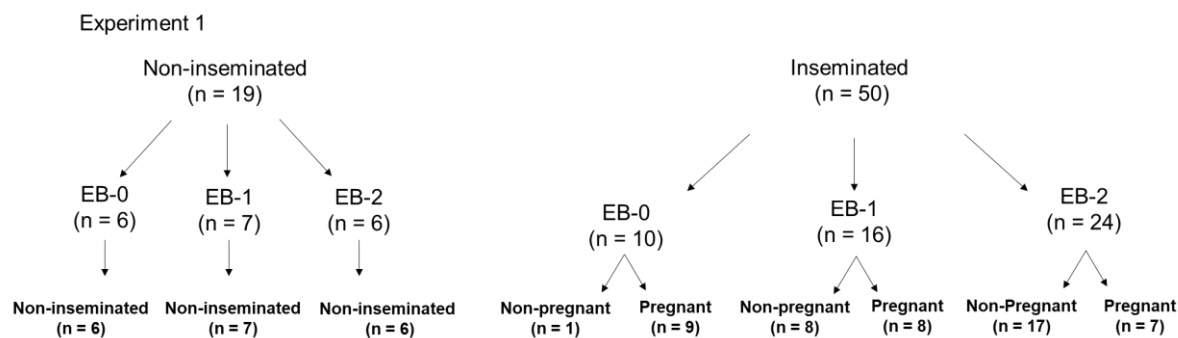 Experiment 1
Non-inseminated
(n = 19)
Inseminated
(n = 50)
EB-0
(n = 6)
EB-1
(n = 7)
EB-2
(n = 6)
EB-0
(n = 10)
EB-1
(n = 16)
EB-2
(n = 24)
Non-inseminated
(n = 6)
Non-inseminated
(n = 7)
Non-inseminated
(n = 6)
Non-pregnant
(n = 1)
Pregnant
(n = 9)
Non-pregnant
(n = 8)
Pregnant
(n = 8)
Non-Pregnant
(n = 17)
Pregnant
(n = 7)